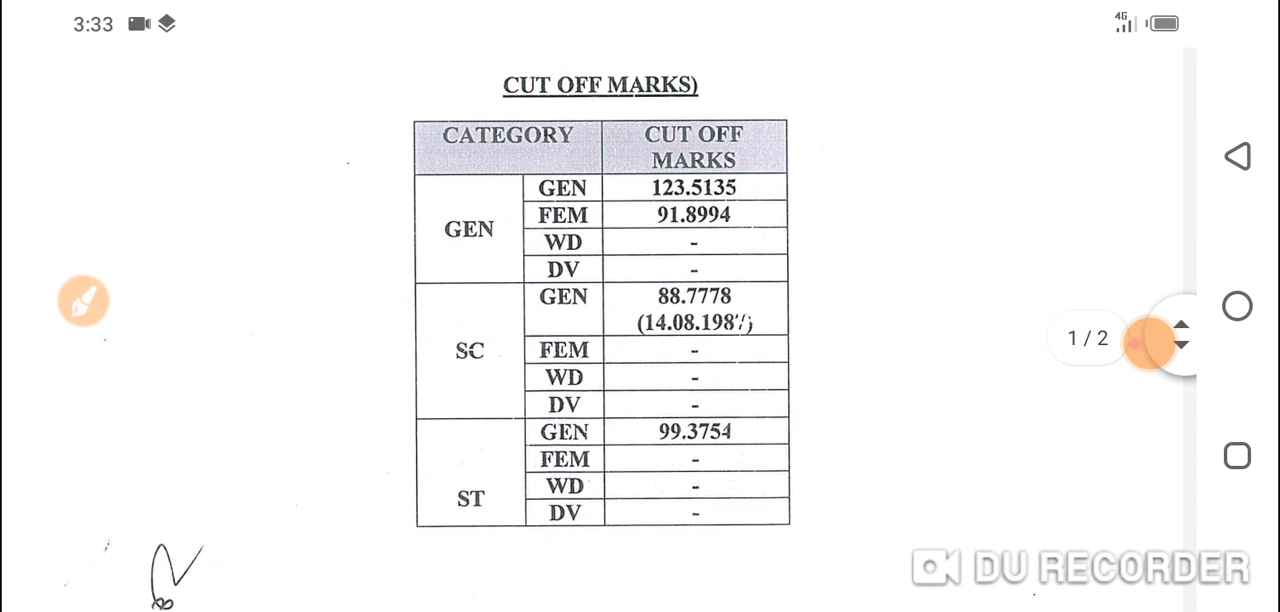 3:33
4G
CUT OFF MARKS)
CATEGORY CUT OFF MARKS
GEN GEN 123.5135
FEM 91.8994
WD -
DV -
SC GEN 88.7778
FEM -
WD -
DV -
ST GEN 99.3754
FEM -
WD -
DV -
1 / 2
DU RECORDER